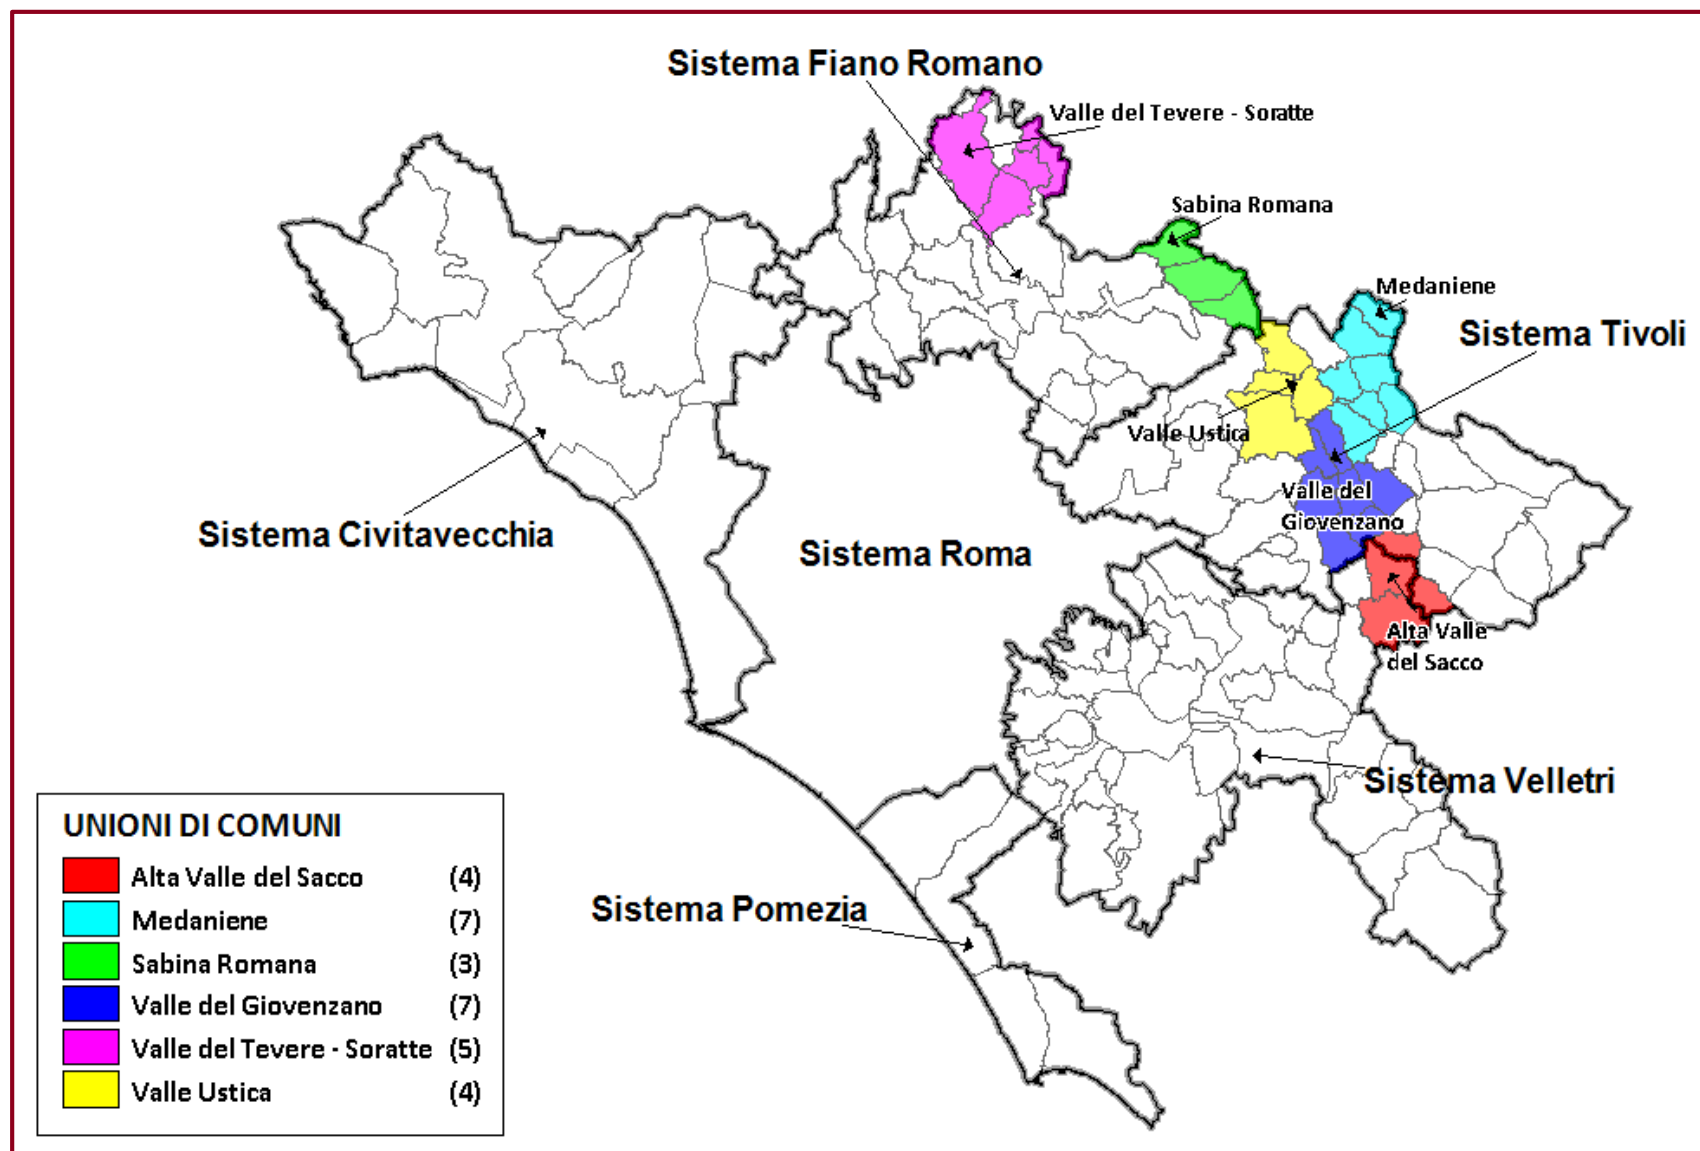 Sistema Fiano Romano
Valle del Tevere - Soratte
Sabina Romana
Medaniene
Sistema Tivoli
Valle Ustica
Valle del
Giovenzano
Sistema Civitavecchia
Sistema Roma
Alta Valle
del Sacco
Sistema Velletri
Sistema Pomezia
UNIONI DI COMUNI
Alta Valle del Sacco (4)
Medaniene (7)
Sabina Romana (3)
Valle del Giovenzano (7)
Valle del Tevere - Soratte (5)
Valle Ustica (4)